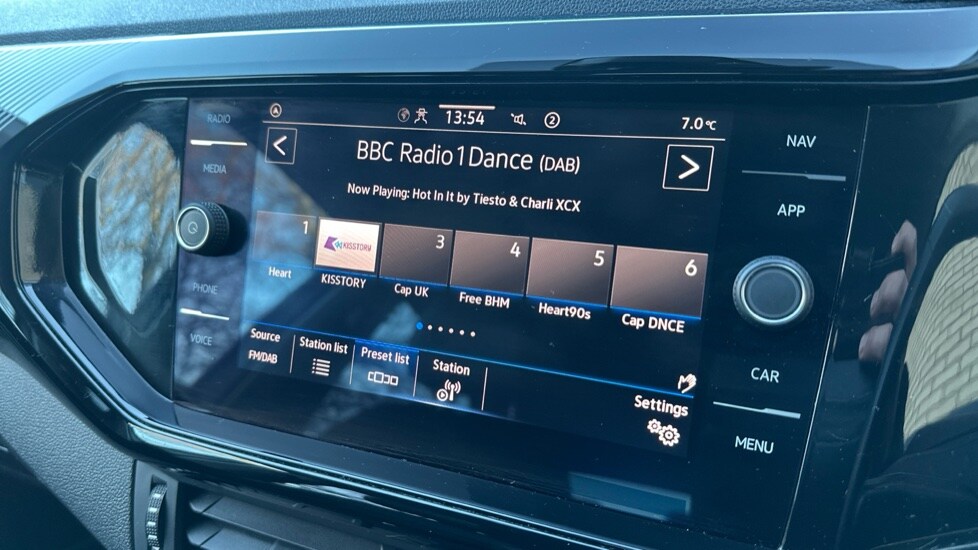 RADIO
MEDIA
PHONE
VOICE
A
13:54
2
7.0 °C
<
BBC Radio 1 Dance (DAB)
>
Now Playing: Hot In It by Tiesto & Charli XCX
1
Heart
KISSTORY
KISSTORY
3
Cap UK
4
Free BHM
5
Heart90s
6
Cap DNCE
Source
FM/DAB
Station list
Preset list
Station
Settings
NAV
APP
CAR
MENU